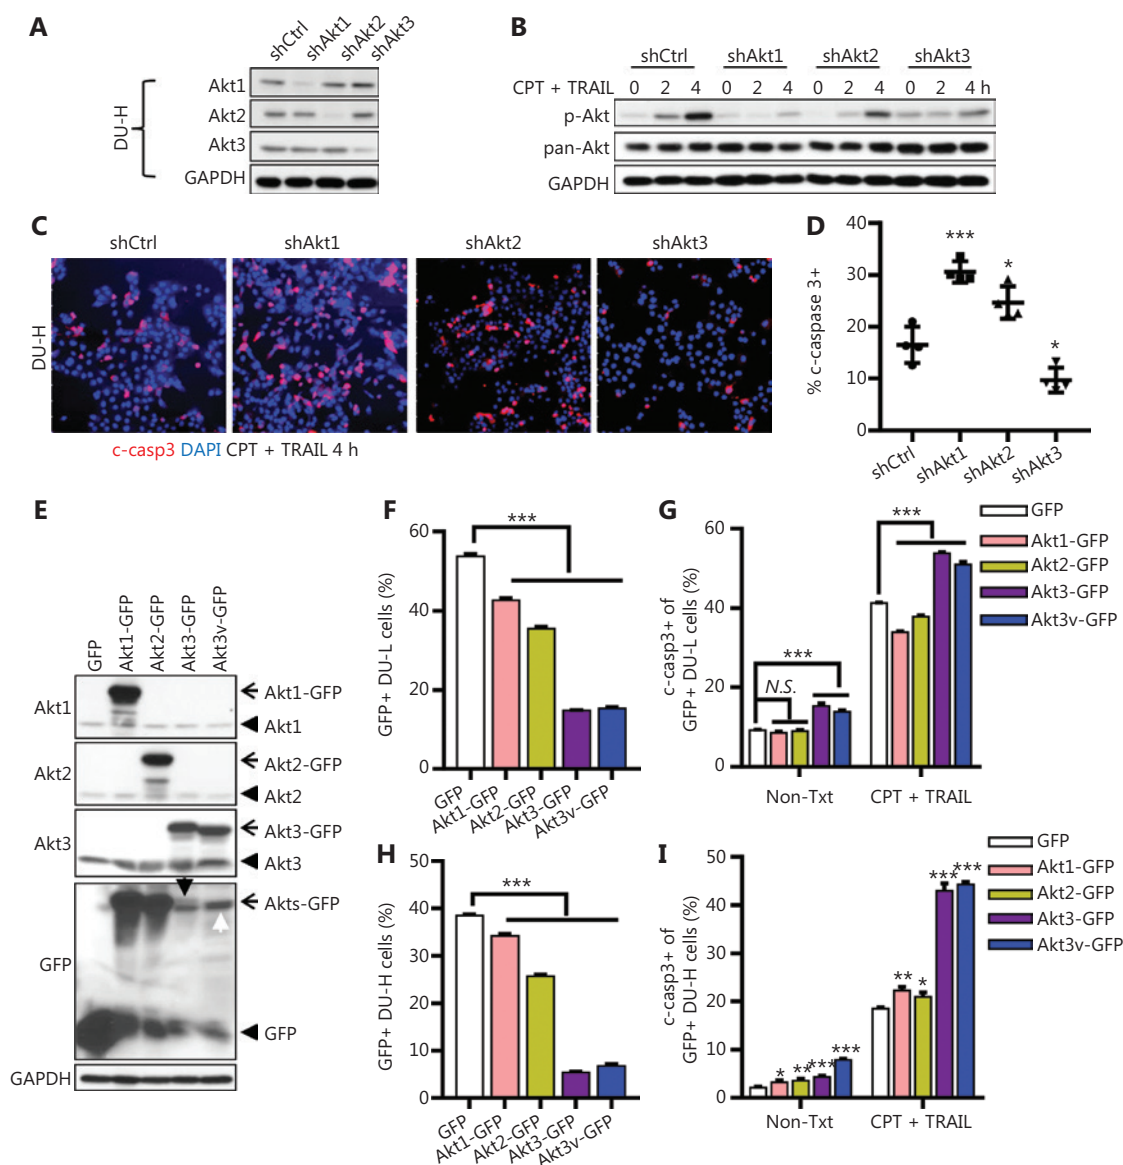 A
shCtrl shAkt1 shAkt2 shAkt3
DU-H
Akt1
Akt2
Akt3
GAPDH
B
shCtrl shAkt1 shAkt2 shAkt3
CPT + TRAIL 0 2 4 0 2 4 0 2 4 0 2 4 h
p-Akt
pan-Akt
GAPDH
C
shCtrl shAkt1 shAkt2 shAkt3
DU-H
c-casp3 DAPI CPT + TRAIL 4 h
D
% c-caspase 3+
40
30
20
10
0
***
*
*
shCtrl shAkt1 shAkt2 shAkt3
E
GFP Akt1-GFP Akt2-GFP Akt3-GFP Akt3v-GFP
Akt1
Akt1-GFP
Akt1
Akt2
Akt2-GFP
Akt2
Akt3
Akt3-GFP
Akt3
GFP
Akts-GFP
GFP
GAPDH
F
GFP+ DU-L cells (%)
60
40
20
0
***
GFP Akt1-GFP Akt2-GFP Akt3-GFP Akt3v-GFP
G
c-casp3+ of
GFP+ DU-L cells (%)
60
40
20
0
N.S.
***
***
Non-Txt CPT + TRAIL
GFP
Akt1-GFP
Akt2-GFP
Akt3-GFP
Akt3v-GFP
H
GFP+ DU-H cells (%)
50
40
30
20
10
0
***
GFP Akt1-GFP Akt2-GFP Akt3-GFP Akt3v-GFP
I
c-casp3+ of
GFP+ DU-H cells (%)
50
40
30
20
10
0
* ** *** ***
** * *** ***
Non-Txt CPT + TRAIL
GFP
Akt1-GFP
Akt2-GFP
Akt3-GFP
Akt3v-GFP